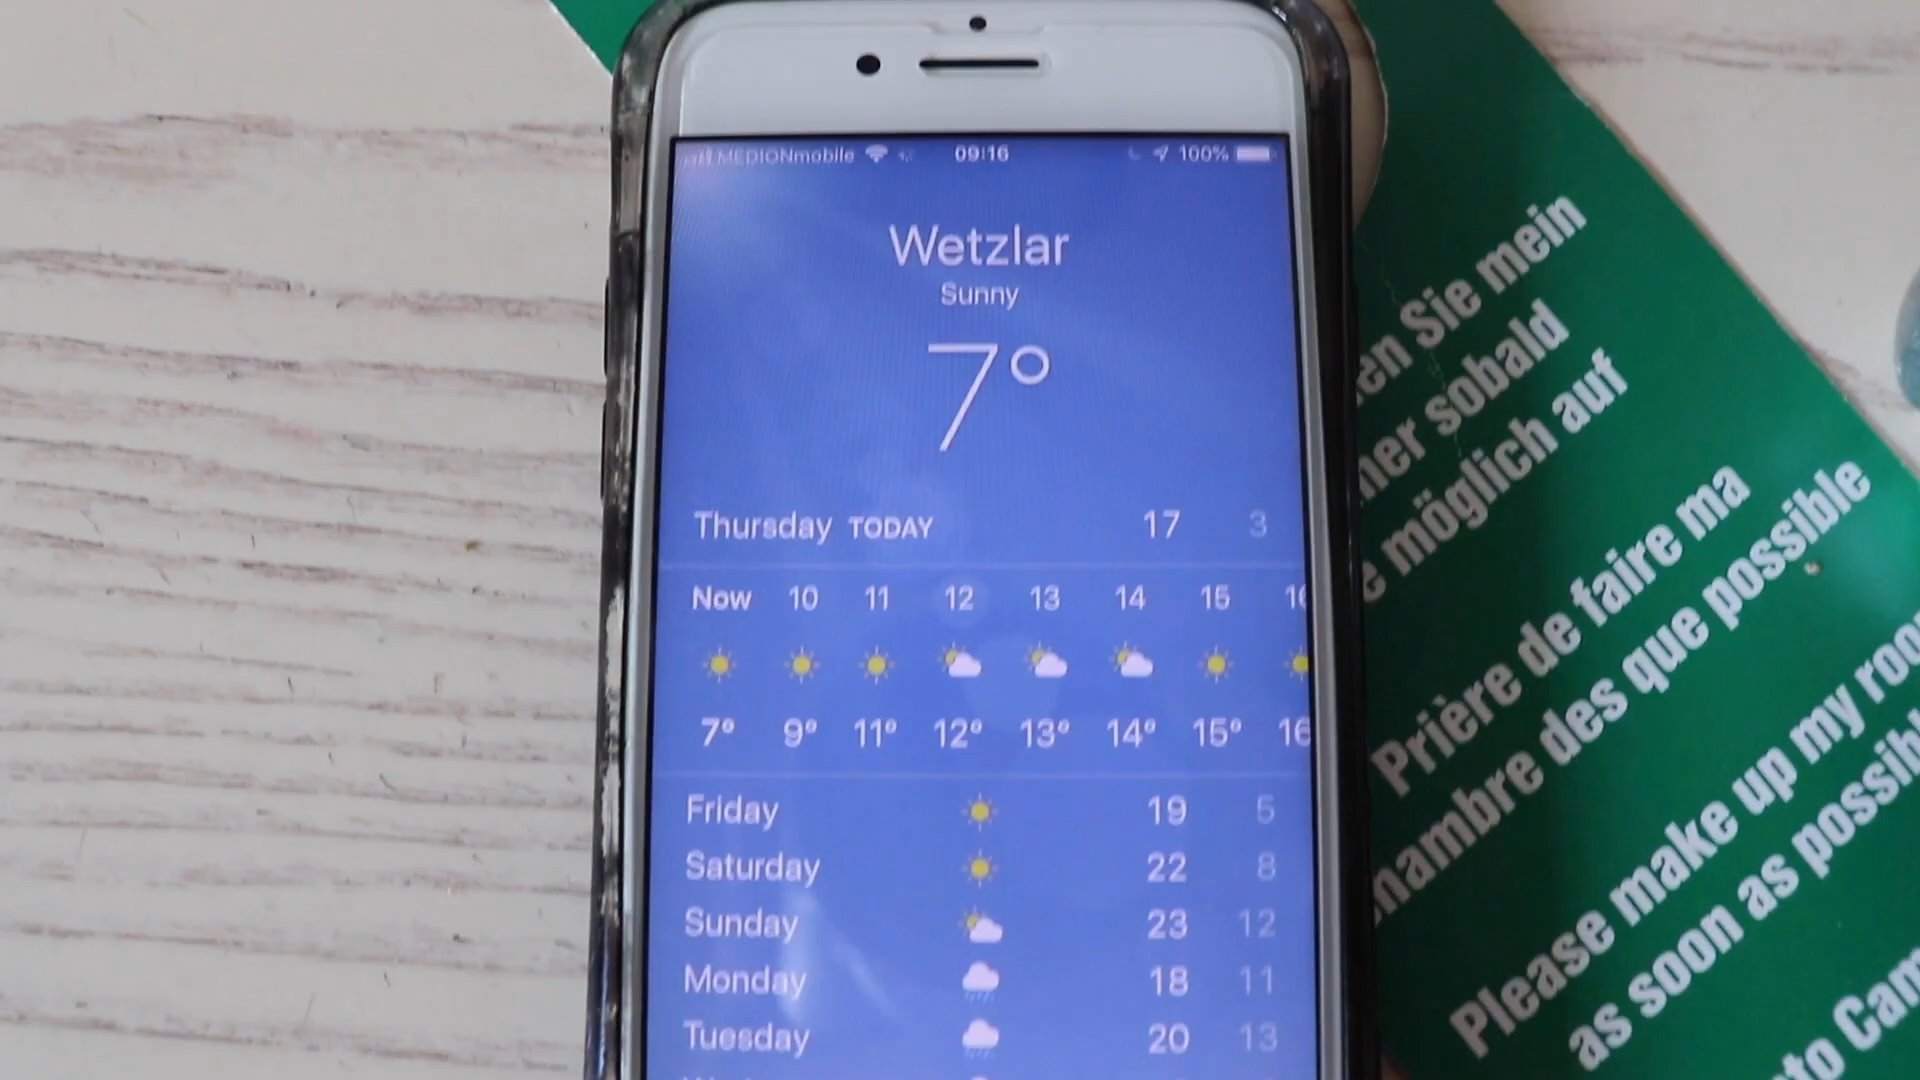 MEDIONmobile 09:16 100%
Wetzlar
Sunny
7°
Thursday TODAY 17 3
Now 10 11 12 13 14 15
7° 9° 11° 12° 13° 14° 15° 16
Friday 19 5
Saturday 22 8
Sunday 23 12
Monday 18 11
Tuesday 20 13
en Sie mein
sobald
möglich auf
Prière de faire ma
hambre des que possible
Please make up my
as soon as